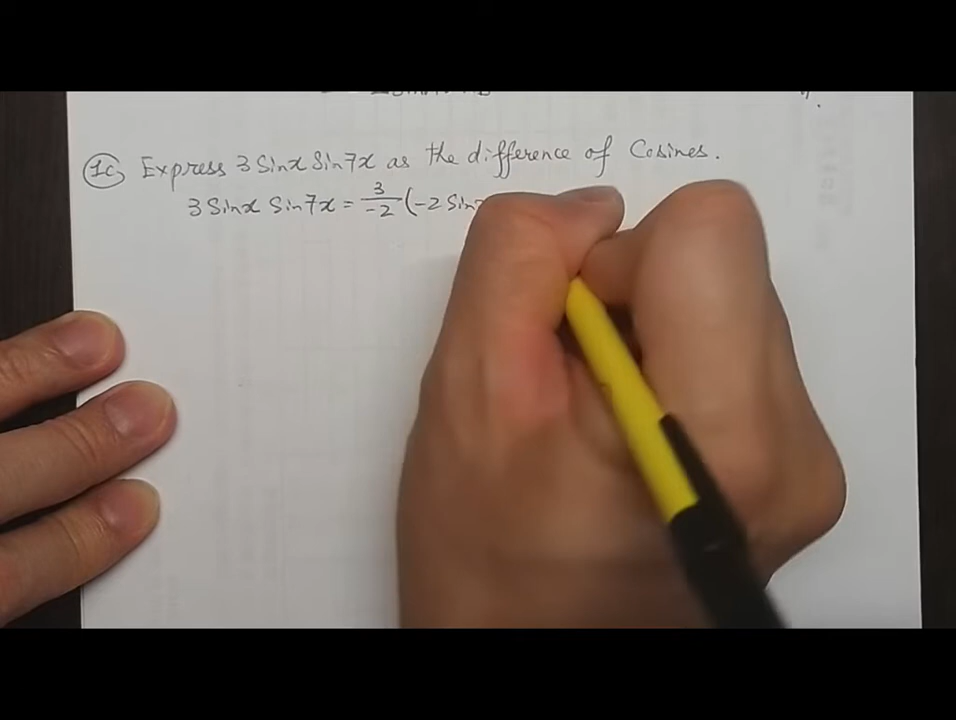 1c) Express 3 Sinx Sin7x as the difference of Cosines.
3 Sinx Sin7x = 3/-2 (-2 Sin